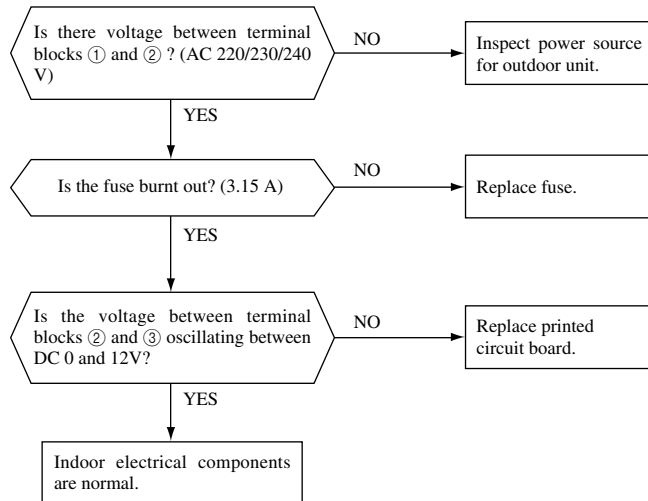 Is there voltage between terminal
blocks ① and ② ? (AC 220/230/240
V)
NO
Inspect power source
for outdoor unit.
YES
Is the fuse burnt out? (3.15 A)
NO
Replace fuse.
YES
Is the voltage between terminal
blocks ② and ③ oscillating between
DC 0 and 12V?
NO
Replace printed
circuit board.
YES
Indoor electrical components
are normal.